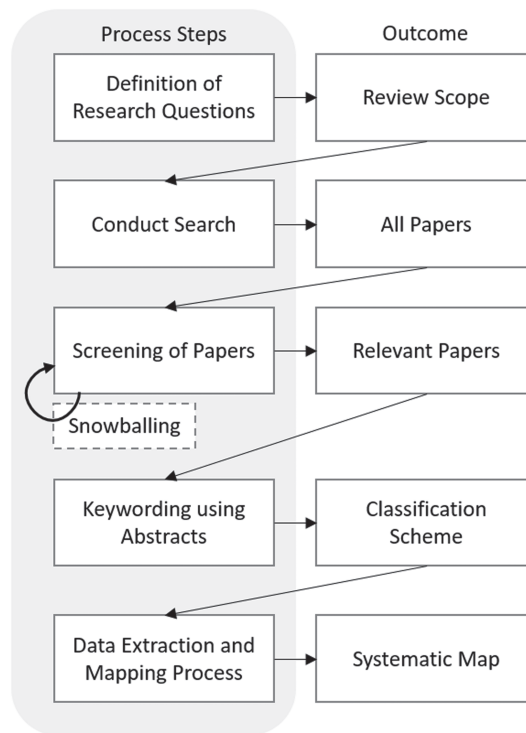 Process Steps
Outcome
Definition of
Research Questions
Review Scope
Conduct Search
All Papers
Screening of Papers
Relevant Papers
Snowballing
Keywording using
Abstracts
Classification
Scheme
Data Extraction and
Mapping Process
Systematic Map